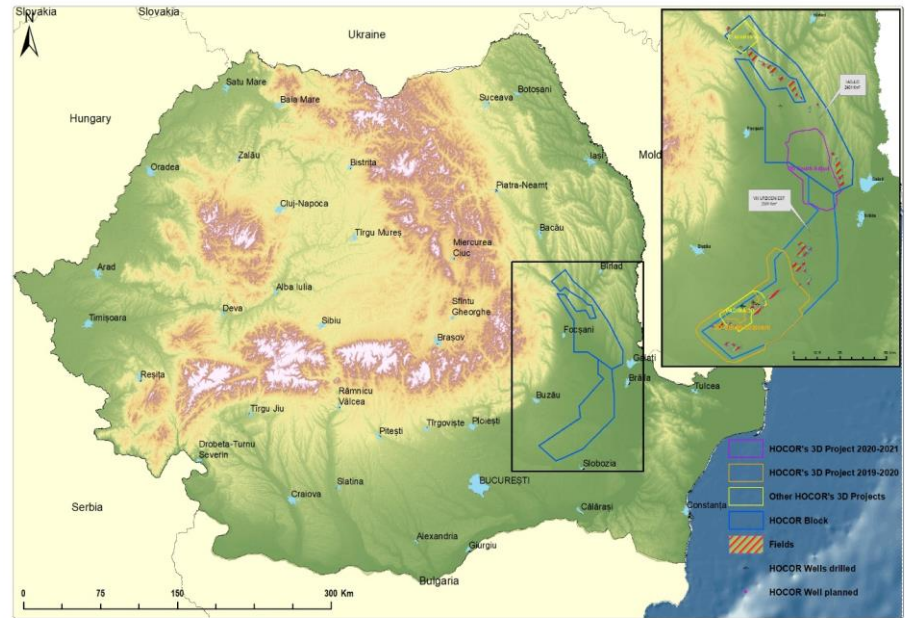 Slovakia
Slovakia
N
Ukraine
Hungary
Satu Mare
Baia Mare
Botoșani
Suceava
Zalău
Oradea
Bistrița
Iași
Mold
Piatra-Neamț
Cluj-Napoca
Tîrgu Mureș
Miercurea
Ciuc
Bacău
Arad
Alba Iulia
Bîrlad
Deva
Sfîntu
Gheorghe
Timișoara
Sibiu
Brașov
Focșani
Galați
Reșița
Brăila
Rămnicu
Vălcea
Buzău
Tulcea
Tîrgu Jiu
Pitești
Tîrgoviște
Ploiești
Drobeta-Turnu
Severin
Slobozia
Slatina
BUCUREȘTI
Craiova
Călărași
Constanța
Serbia
Alexandria
Giurgiu
Bulgaria
0 75 150 300 Km
HOCOR's 3D Project 2020-2021
HOCOR's 3D Project 2019-2020
Other HOCOR's 3D Projects
HOCOR Block
Fields
HOCOR Wells drilled
HOCOR Well planned